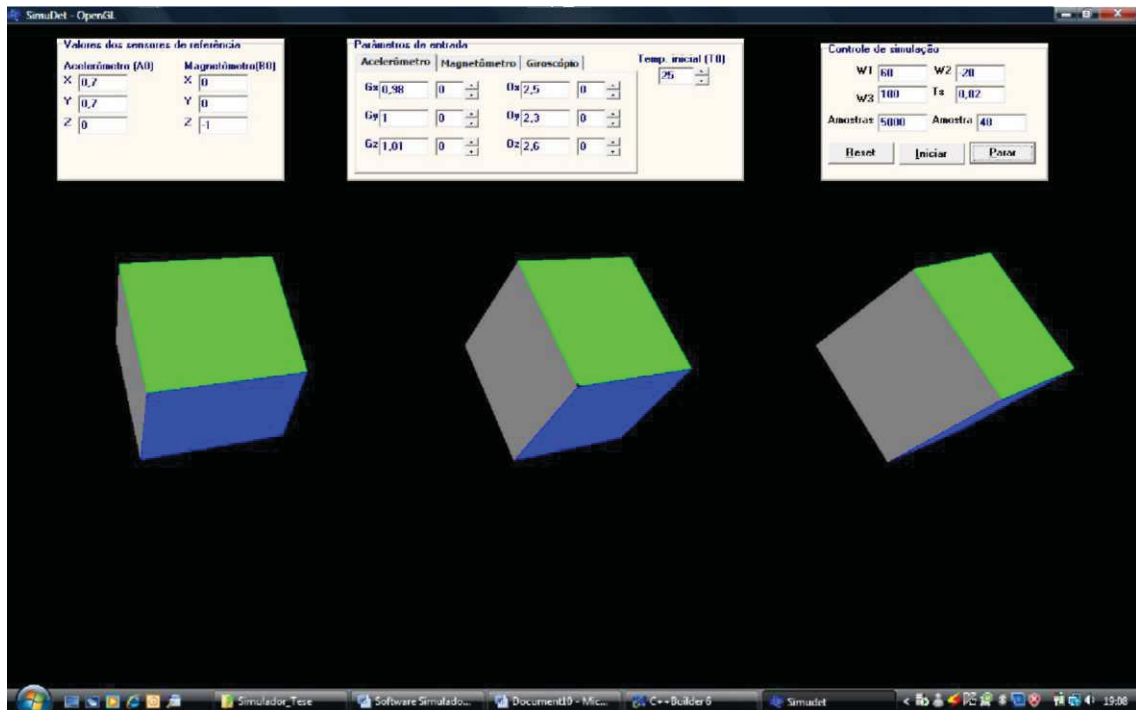 SimuDet - OpenGL
Valores dos sensores de referência
Acelerômetro (A0) Magnetômetro(B0)
X 0,7 X 0
Y 0,7 Y 0
Z 0 Z -1
Parâmetros de entrada
Acelerômetro Magnetômetro Giroscópio
Gx 0,98 0 Ox 2,5 0
Gy 1 0 Oy 2,3 0
Gz 1,01 0 Oz 2,6 0
Temp. inicial (T0)
25
Controle de simulação
W1 60 W2 -20
W3 100 Ts 0,02
Amostras 5000 Amostra 40
Reset Iniciar Parar
Simulador_Tese Software Simulado... Document10 - Mic... C++Builder 6 Simudet 19:08